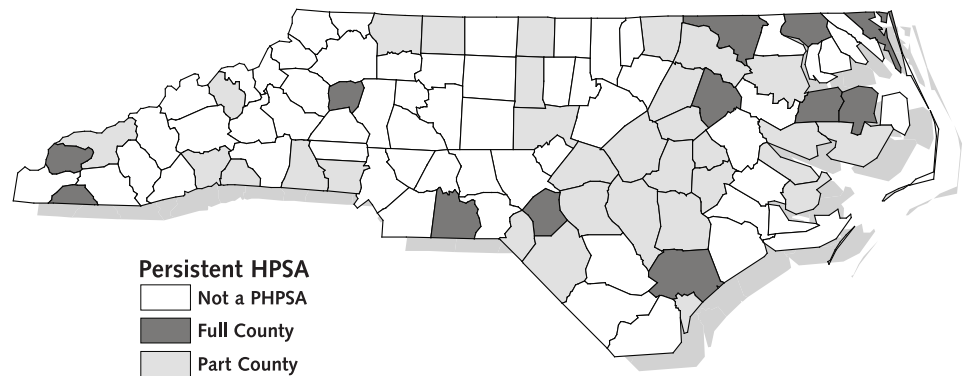 Persistent HPSA
Not a PHPSA
Full County
Part County